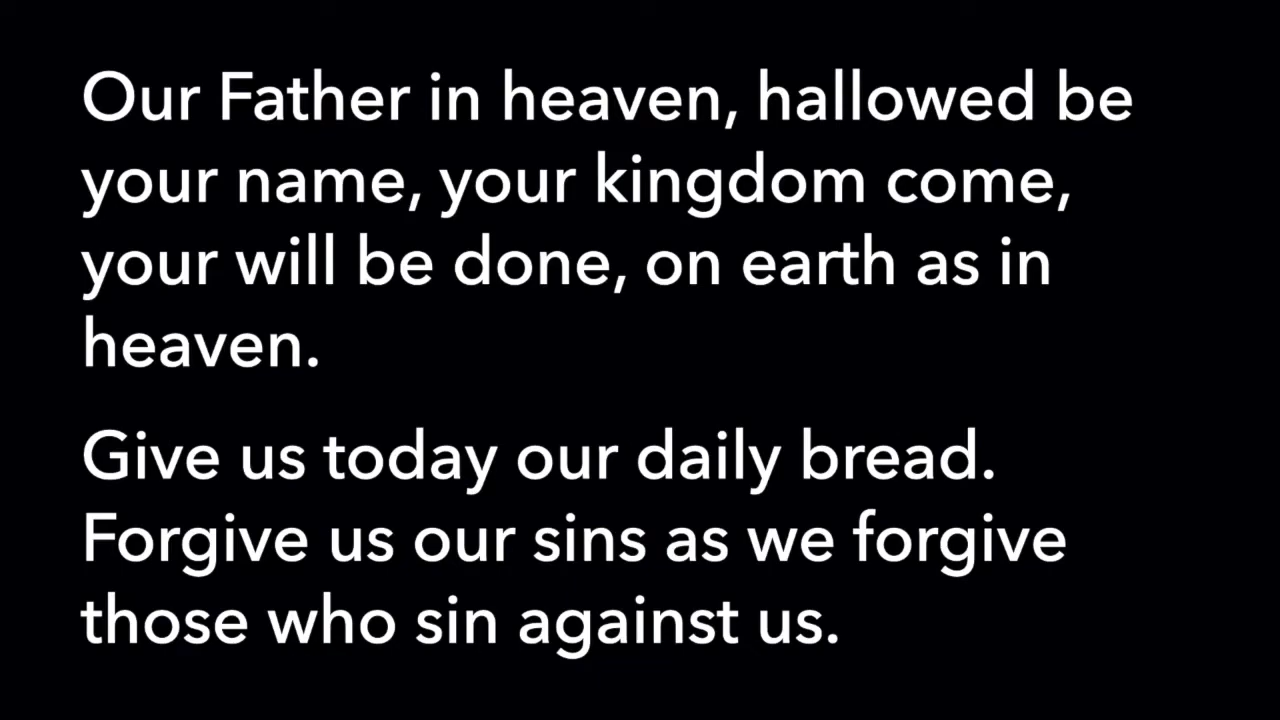 Our Father in heaven, hallowed be
your name, your kingdom come,
your will be done, on earth as in
heaven.
Give us today our daily bread.
Forgive us our sins as we forgive
those who sin against us.